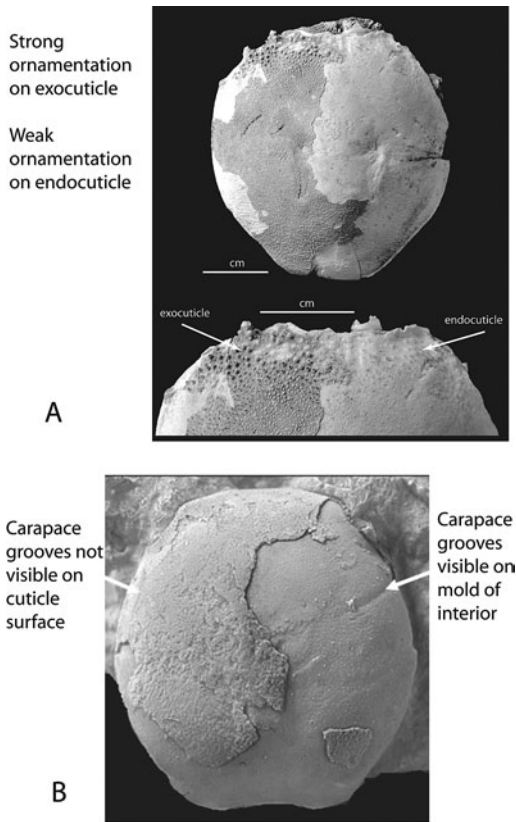 Strong
ornamentation
on exocuticle
Weak
ornamentation
on endocuticle
cm
cm
exocuticle
endocuticle
A
Carapace
grooves not
visible on
cuticle
surface
Carapace
grooves
visible on
mold of
interior
B